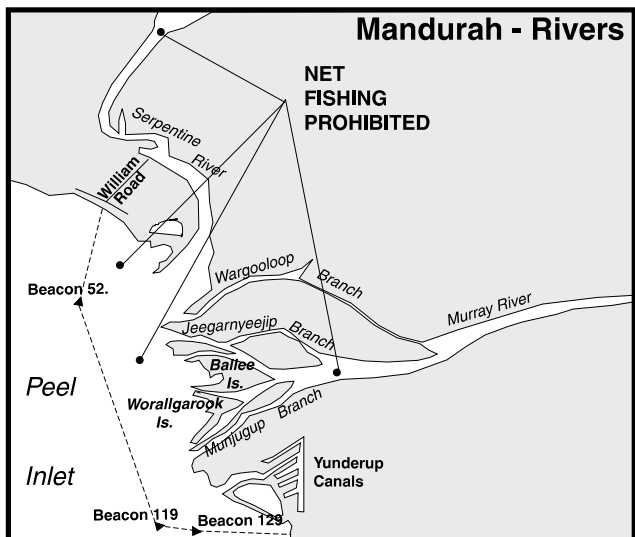 Mandurah - Rivers
NET
FISHING
PROHIBITED
Serpentine
River
William
Road
Wargooloop Branch
Beacon 52.
Murray River
Jeegarnyeejip Branch
Ballee
Is.
Peel
Worallgarook
Is.
Munjugup Branch
Inlet
Yunderup
Canals
Beacon 119
Beacon 129